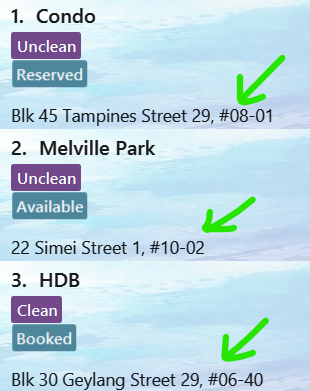 1. Condo
Unclean
Reserved
Blk 45 Tampines Street 29, #08-01
2. Melville Park
Unclean
Available
22 Simei Street 1, #10-02
3. HDB
Clean
Booked
Blk 30 Geylang Street 29, #06-40